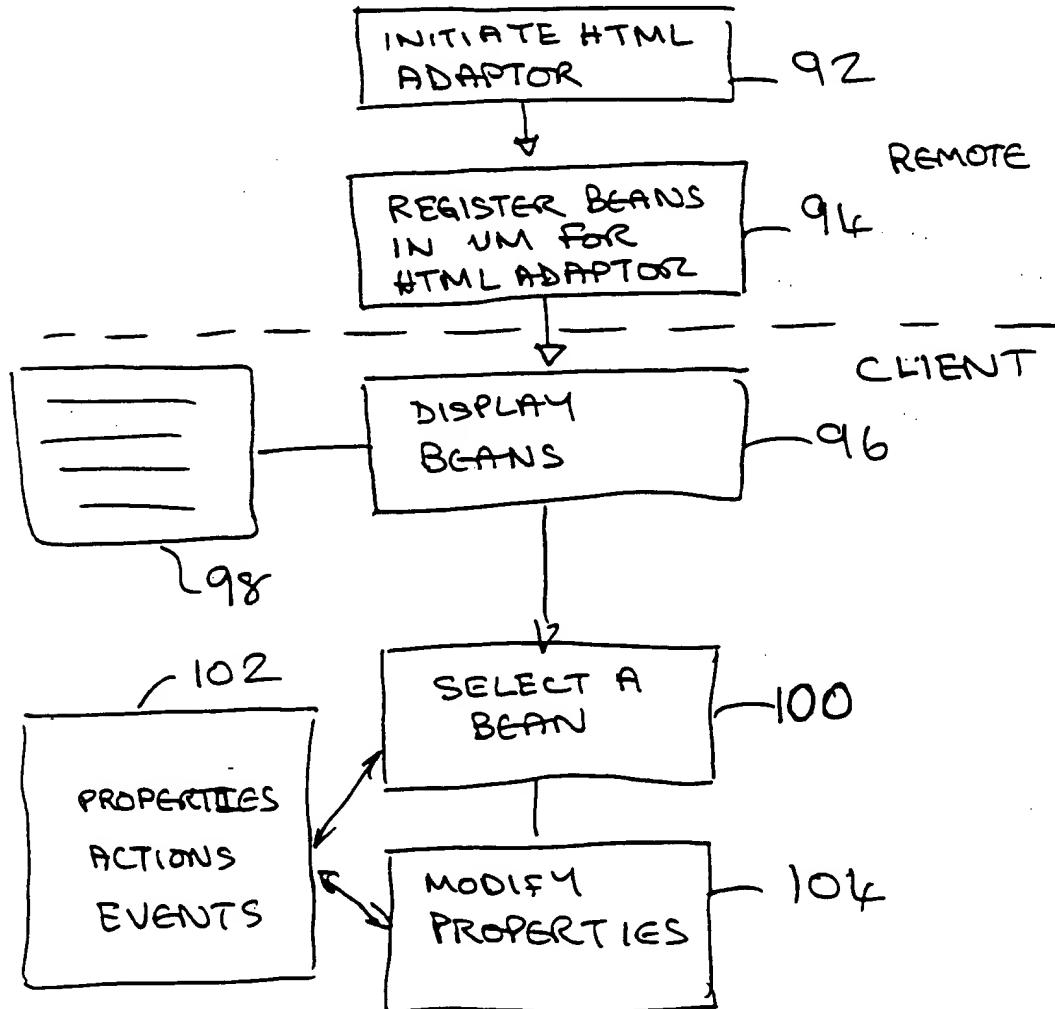 INITIATE HTML
ADAPTOR
92
REMOTE
REGISTER BEANS
IN VM FOR
HTML ADAPTOR
94
CLIENT
DISPLAY
BEANS
96
98
102
SELECT A
BEAN
100
PROPERTIES
ACTIONS
EVENTS
MODIFY
PROPERTIES
104